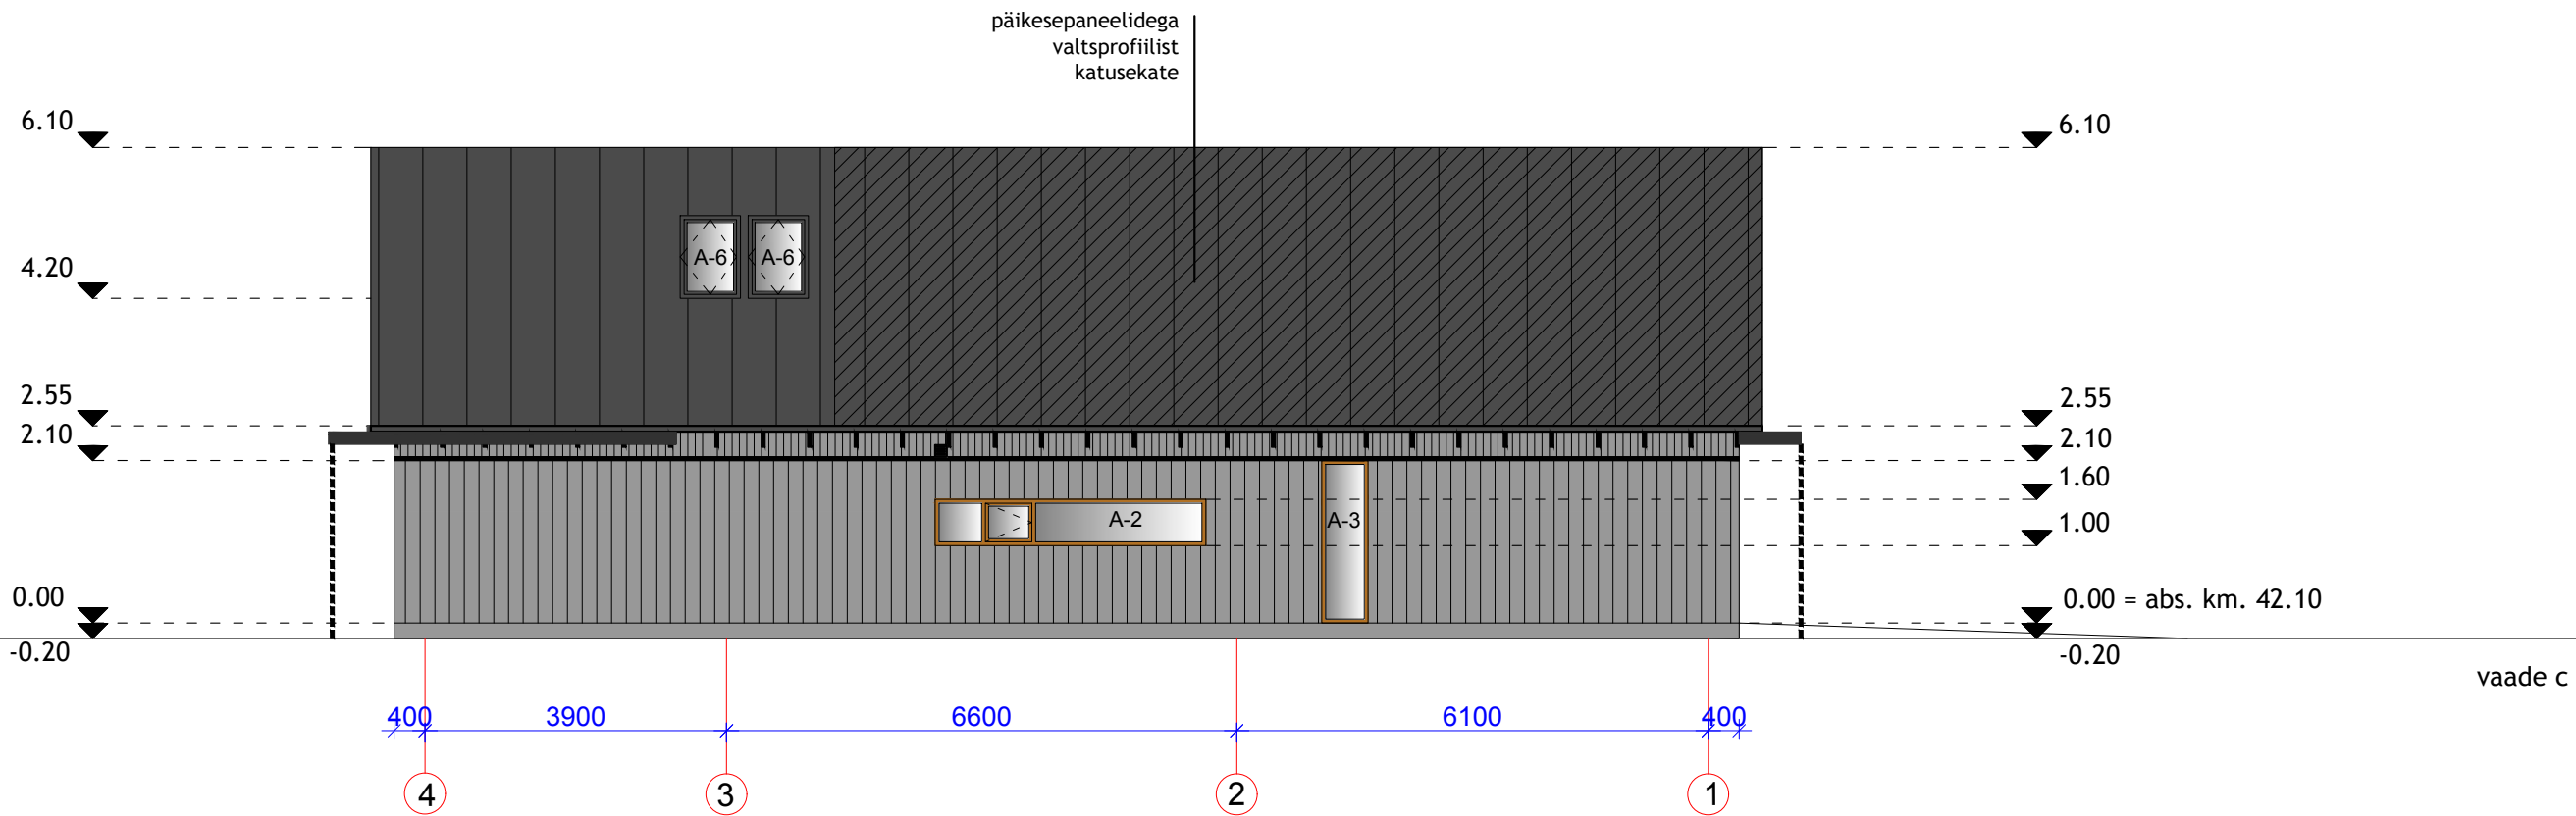 päikesepaneelidega
valtsprofiilist
katusekate
6.10
6.10
4.20
A-6 A-6
2.55
2.55
2.10
2.10
1.60
A-2
A-3
1.00
0.00
0.00 = abs. km. 42.10
-0.20
-0.20
vaade c
400 3900 6600 6100 400
4 3 2 1